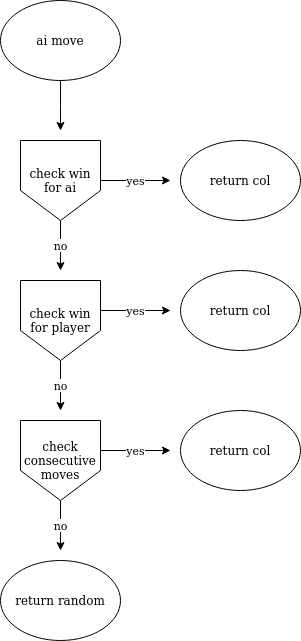 ai move
check win
for ai
yes
return col
no
check win
for player
yes
return col
no
check
consecutive
moves
yes
return col
no
return random